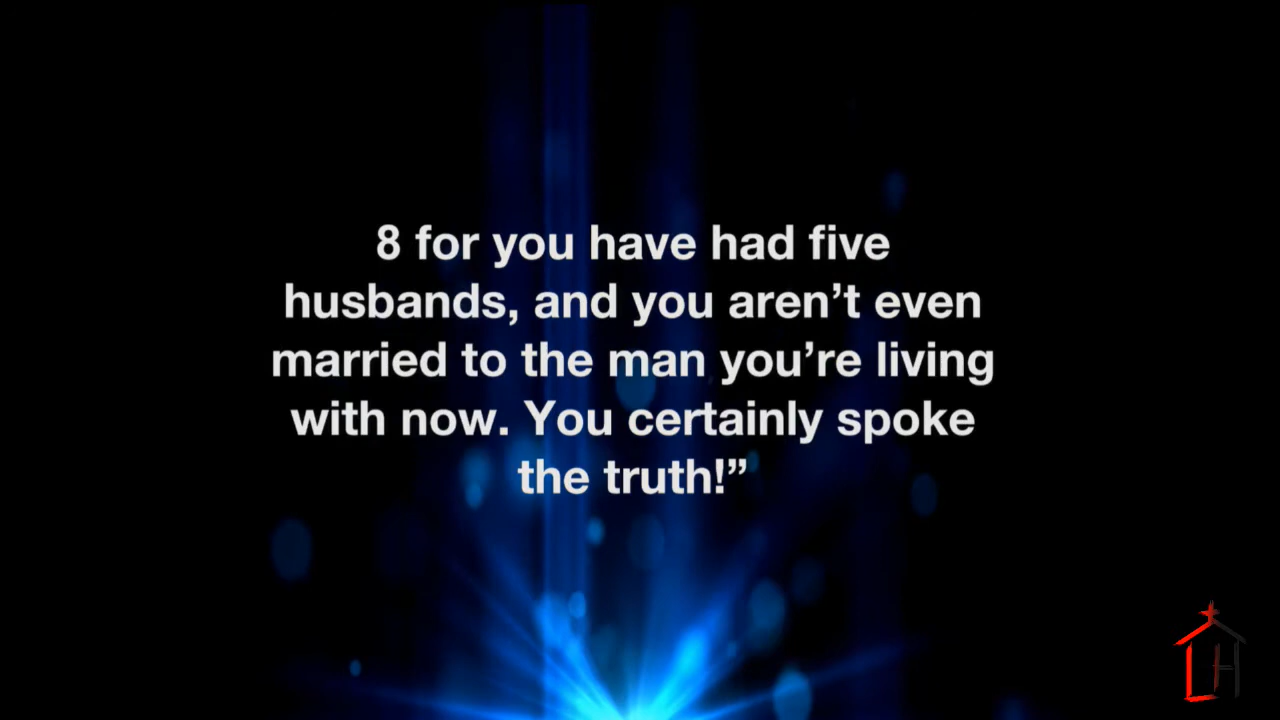 8 for you have had five
husbands, and you aren’t even
married to the man you’re living
with now. You certainly spoke
the truth!”